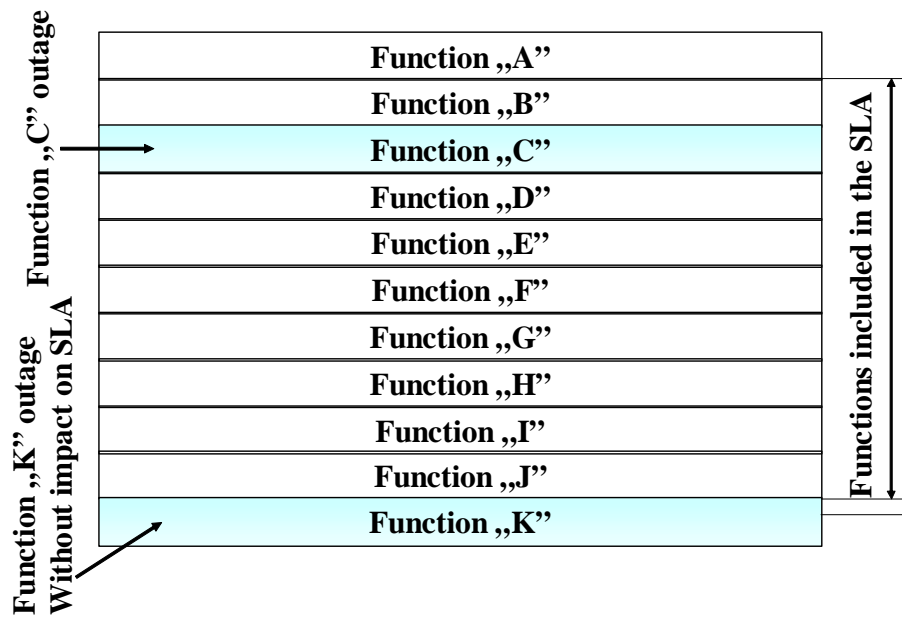 Function „A”
Function „B”
Function „C”
Function „D”
Function „E”
Function „F”
Function „G”
Function „H”
Function „I”
Function „J”
Function „K”
Function „C” outage
Function „K” outage
Without impact on SLA
Functions included in the SLA